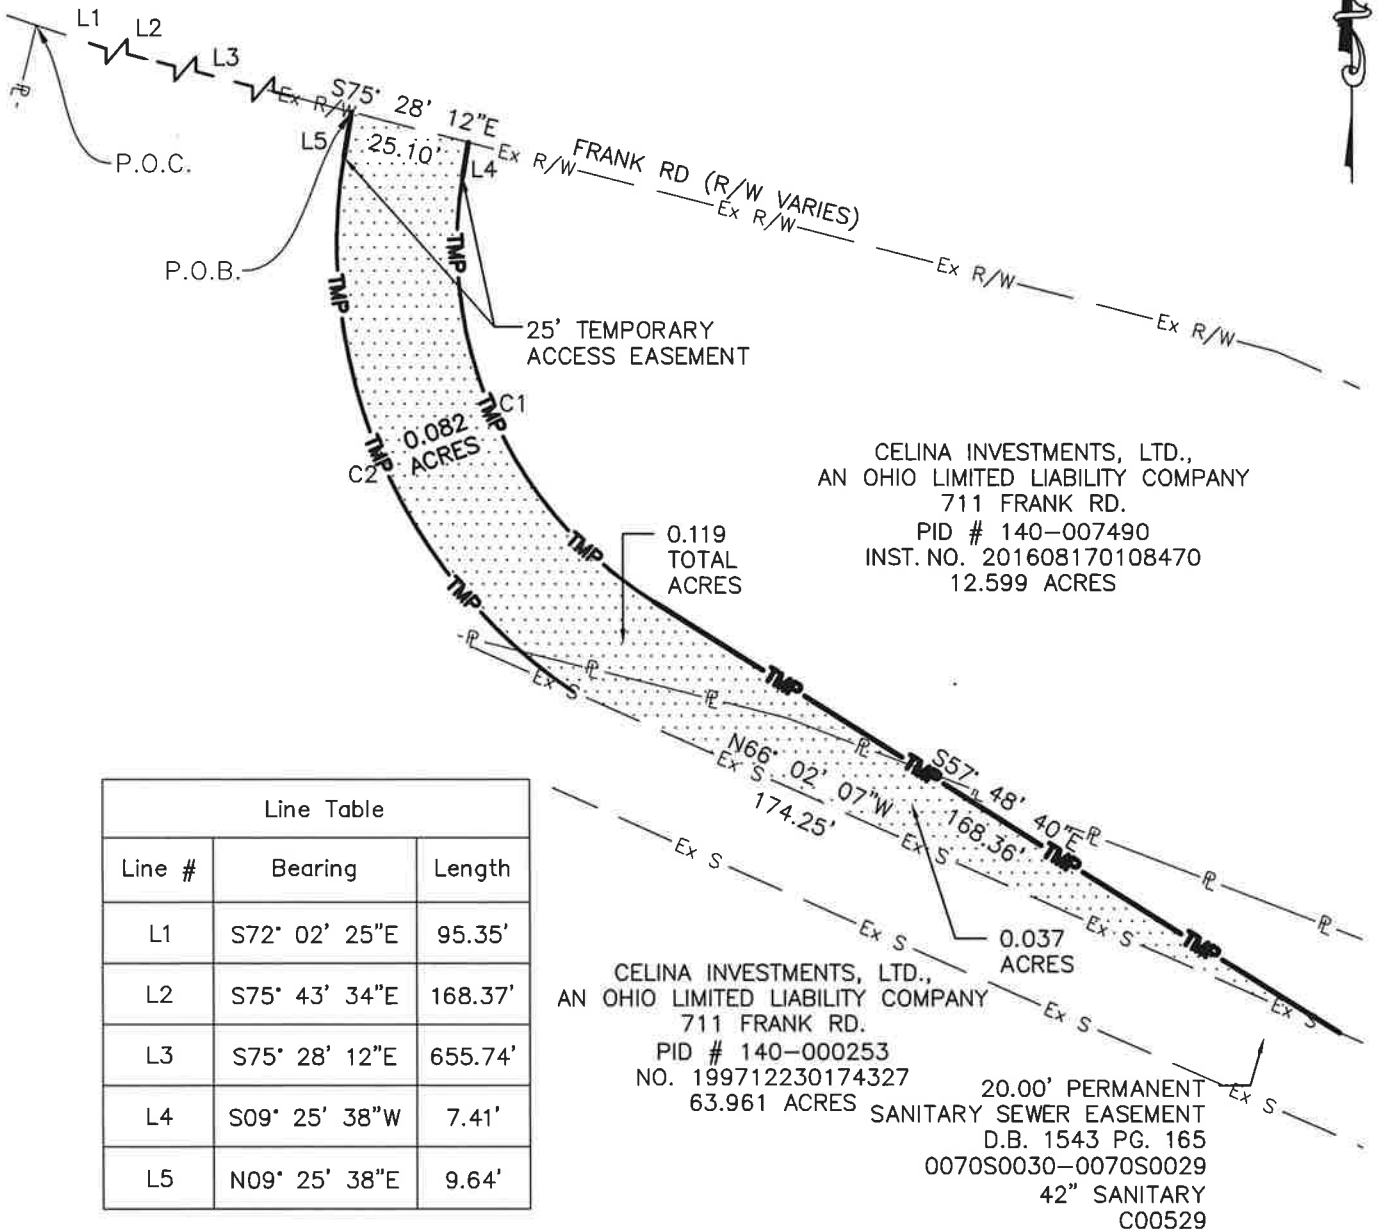 L1
L2
L3
P.O.C.
P.O.B.
Ex R/W
S75° 28' 12"E
25.10'
L5
L4
Ex R/W
FRANK RD (R/W VARIES)
Ex R/W
Ex R/W
Ex R/W
TMP
TMP
25' TEMPORARY
ACCESS EASEMENT
TMP
C1
TMP
C2
0.082
ACRES
TMP
TMP
0.119
TOTAL
ACRES
CELINA INVESTMENTS, LTD.,
AN OHIO LIMITED LIABILITY COMPANY
711 FRANK RD.
PID # 140-007490
INST. NO. 201608170108470
12.599 ACRES
Ex S
TMP
TMP
TMP
TMP
N66° 02' 07"W
174.25'
S57° 48' 40"E
168.36'
Ex S
Ex S
Ex S
Ex S
Ex S
Ex S
Ex S
Ex S
0.037
ACRES
CELINA INVESTMENTS, LTD.,
AN OHIO LIMITED LIABILITY COMPANY
711 FRANK RD.
PID # 140-000253
NO. 199712230174327
63.961 ACRES
20.00' PERMANENT
SANITARY SEWER EASEMENT
D.B. 1543 PG. 165
0070S0030-0070S0029
42" SANITARY
C00529
Line Table
Line # Bearing Length
L1 S72° 02' 25"E 95.35'
L2 S75° 43' 34"E 168.37'
L3 S75° 28' 12"E 655.74'
L4 S09° 25' 38"W 7.41'
L5 N09° 25' 38"E 9.64'